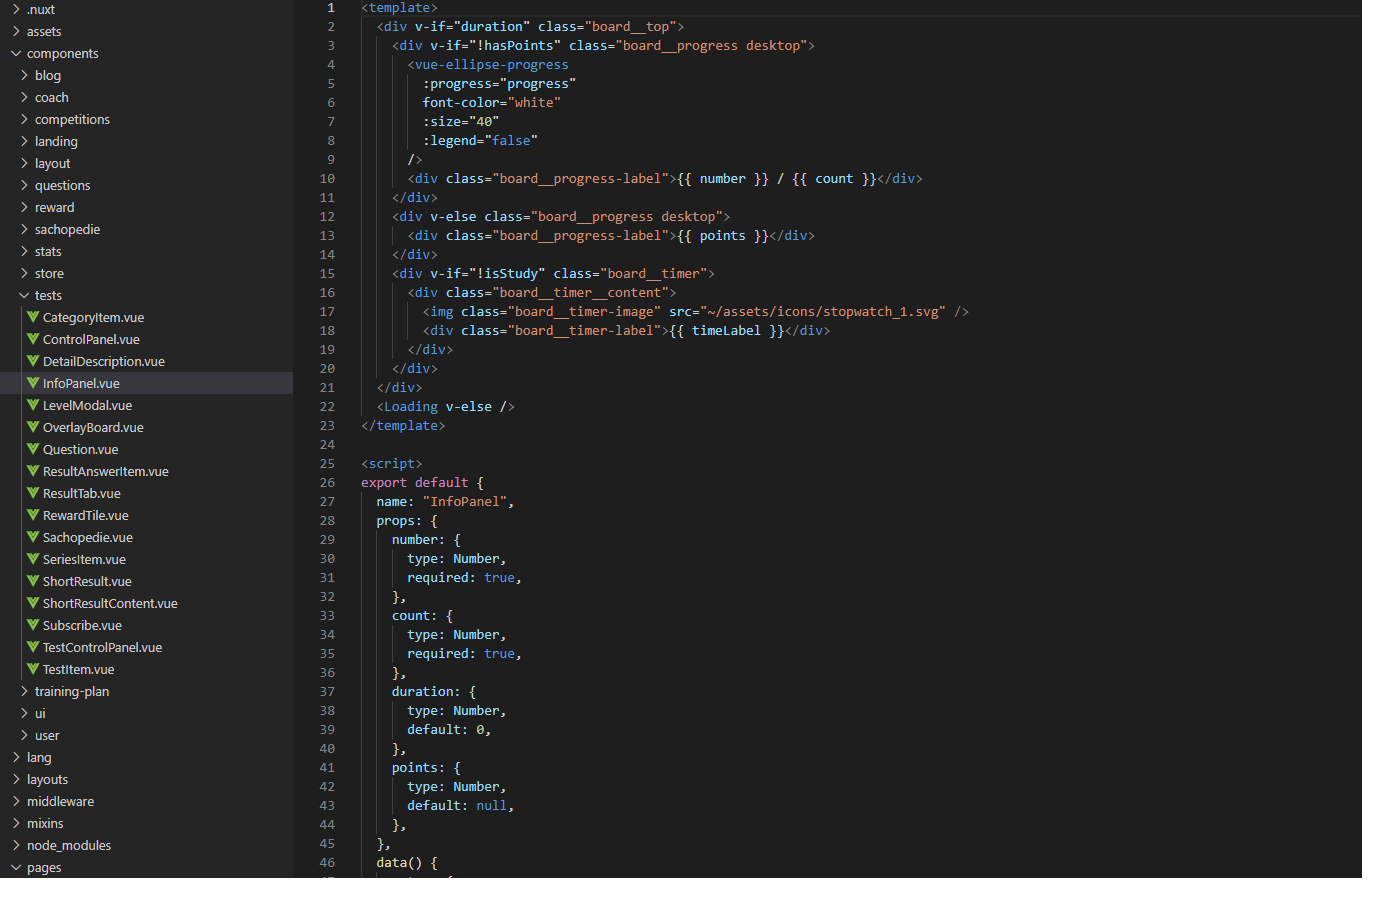 .nuxt
assets
components
blog
coach
competitions
landing
layout
questions
reward
sachopedie
stats
store
tests
CategoryItem.vue
ControlPanel.vue
DetailDescription.vue
InfoPanel.vue
LevelModal.vue
OverlayBoard.vue
Question.vue
ResultAnswerItem.vue
ResultTab.vue
RewardTile.vue
Sachopedie.vue
SeriesItem.vue
ShortResult.vue
ShortResultContent.vue
Subscribe.vue
TestControlPanel.vue
TestItem.vue
training-plan
ui
user
lang
layouts
middleware
mixins
node_modules
pages
1 <template>
2 <div v-if="duration" class="board__top">
3 <div v-if="!hasPoints" class="board__progress desktop">
4 <vue-ellipse-progress
5 :progress="progress"
6 font-color="white"
7 :size="40"
8 :legend="false"
9 />
10 <div class="board__progress-label">{{ number }} / {{ count }}</div>
11 </div>
12 <div v-else class="board__progress desktop">
13 <div class="board__progress-label">{{ points }}</div>
14 </div>
15 <div v-if="!isStudy" class="board__timer">
16 <div class="board__timer__content">
17 <img class="board__timer-image" src="~/assets/icons/stopwatch_1.svg" />
18 <div class="board__timer-label">{{ timeLabel }}</div>
19 </div>
20 </div>
21 </div>
22 <Loading v-else />
23 </template>
24
25 <script>
26 export default {
27 name: "InfoPanel",
28 props: {
29 number: {
30 type: Number,
31 required: true,
32 },
33 count: {
34 type: Number,
35 required: true,
36 },
37 duration: {
38 type: Number,
39 default: 0,
40 },
41 points: {
42 type: Number,
43 default: null,
44 },
45 },
46 data() {